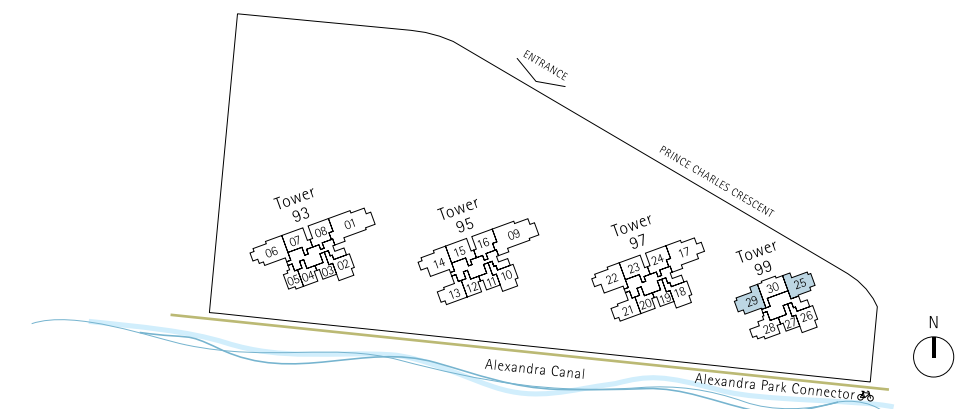 ENTRANCE
PRINCE CHARLES CRESCENT
Tower
93
01
08
07
06
05 04 03 02
Tower
95
09
16
15
14
13 12 11 10
Tower
97
17
24
23
22
21 20 19 18
Tower
99
25
30
29
28 27 26
N
Alexandra Canal
Alexandra Park Connector